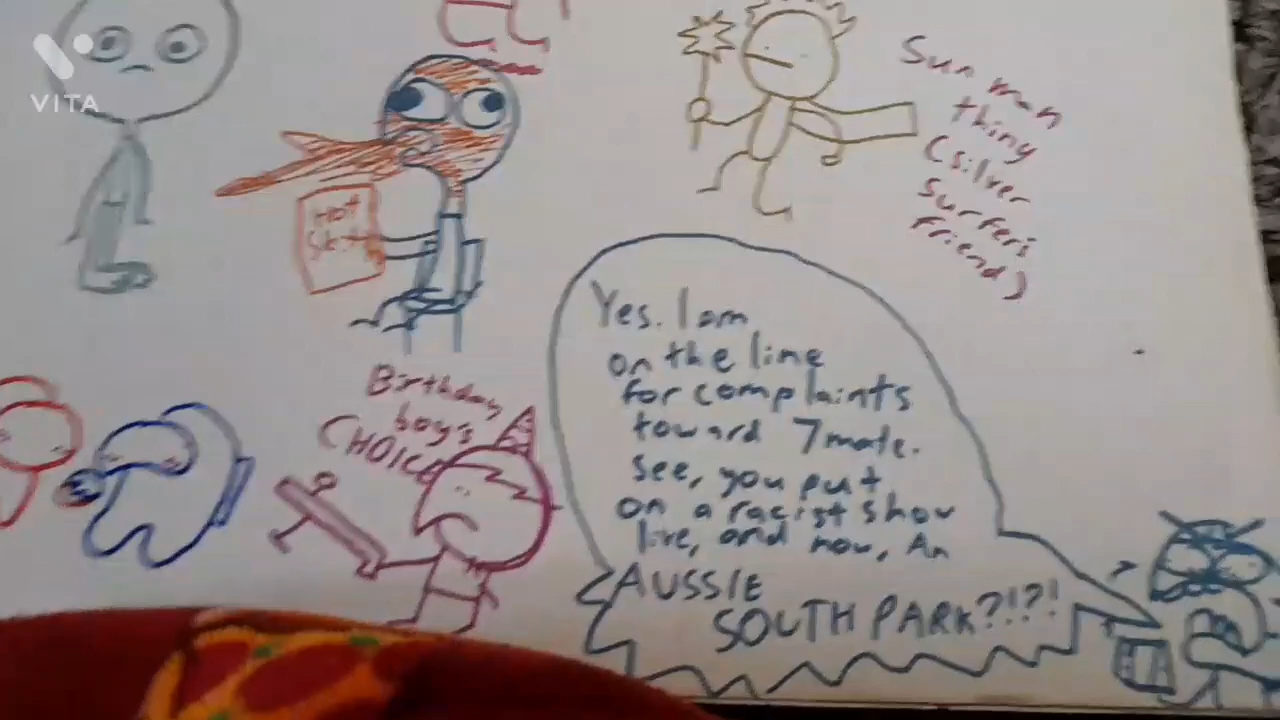 VITA
Sun man
thing
(silver
surfer's
friend)
Hot
Yes. I am
on the line
for complaints
toward 7mate.
see, you put
on a racist show
live, and now, An
AUSSIE
SOUTH PARK?!?!
Birthday
boy's
CHOICE